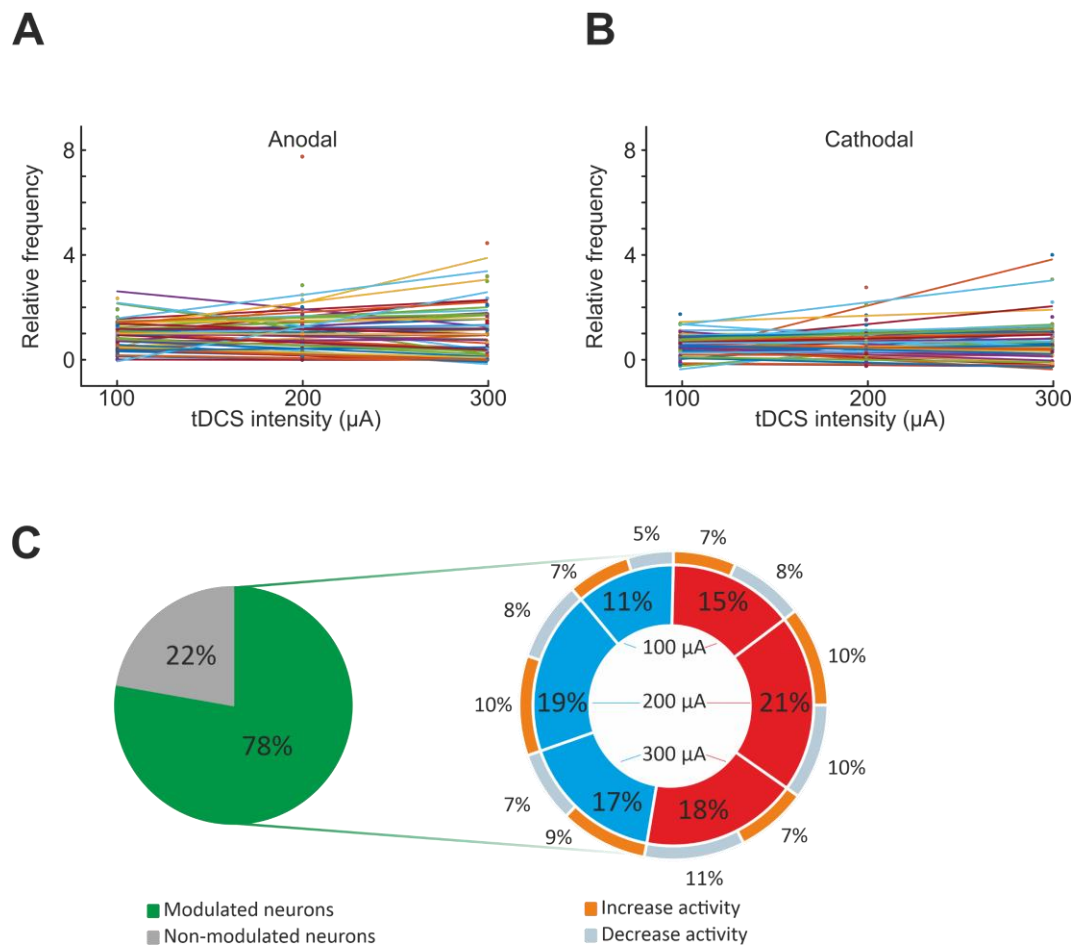 A
B
Anodal
Relative frequency
8
4
0
100
200
300
tDCS intensity (μA)
Cathodal
Relative frequency
8
4
0
100
200
300
tDCS intensity (μA)
C
22%
78%
5%
7%
7%
8%
8%
10%
10%
10%
7%
7%
9%
11%
11%
15%
19%
21%
17%
18%
100 μA
200 μA
300 μA
Modulated neurons
Non-modulated neurons
Increase activity
Decrease activity